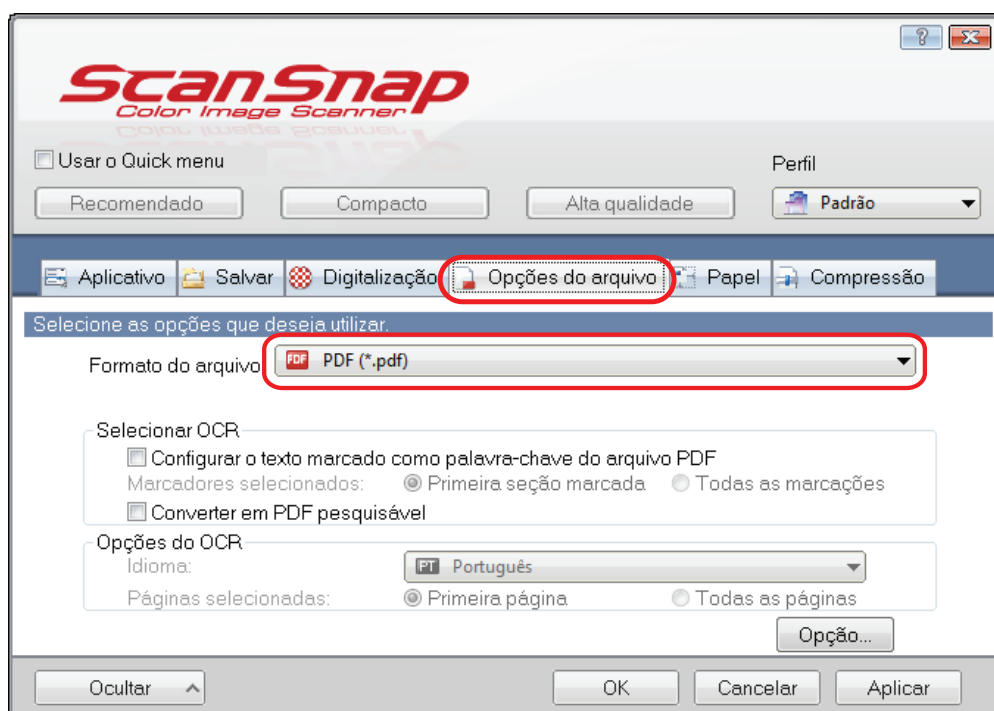 ScanSnap
Color Image Scanner
Usar o Quick menu
Perfil
Recomendado Compacto Alta qualidade Padrão
Aplicativo Salvar Digitalização Opções do arquivo Papel Compressão
Selecione as opções que deseja utilizar.
Formato do arquivo PDF PDF (*.pdf)
Selecionar OCR
Configurar o texto marcado como palavra-chave do arquivo PDF
Marcadores selecionados: Primeira seção marcada Todas as marcações
Converter em PDF pesquisável
Opções do OCR
Idioma: PT Português
Páginas selecionadas: Primeira página Todas as páginas
Opção...
Ocultar OK Cancelar Aplicar